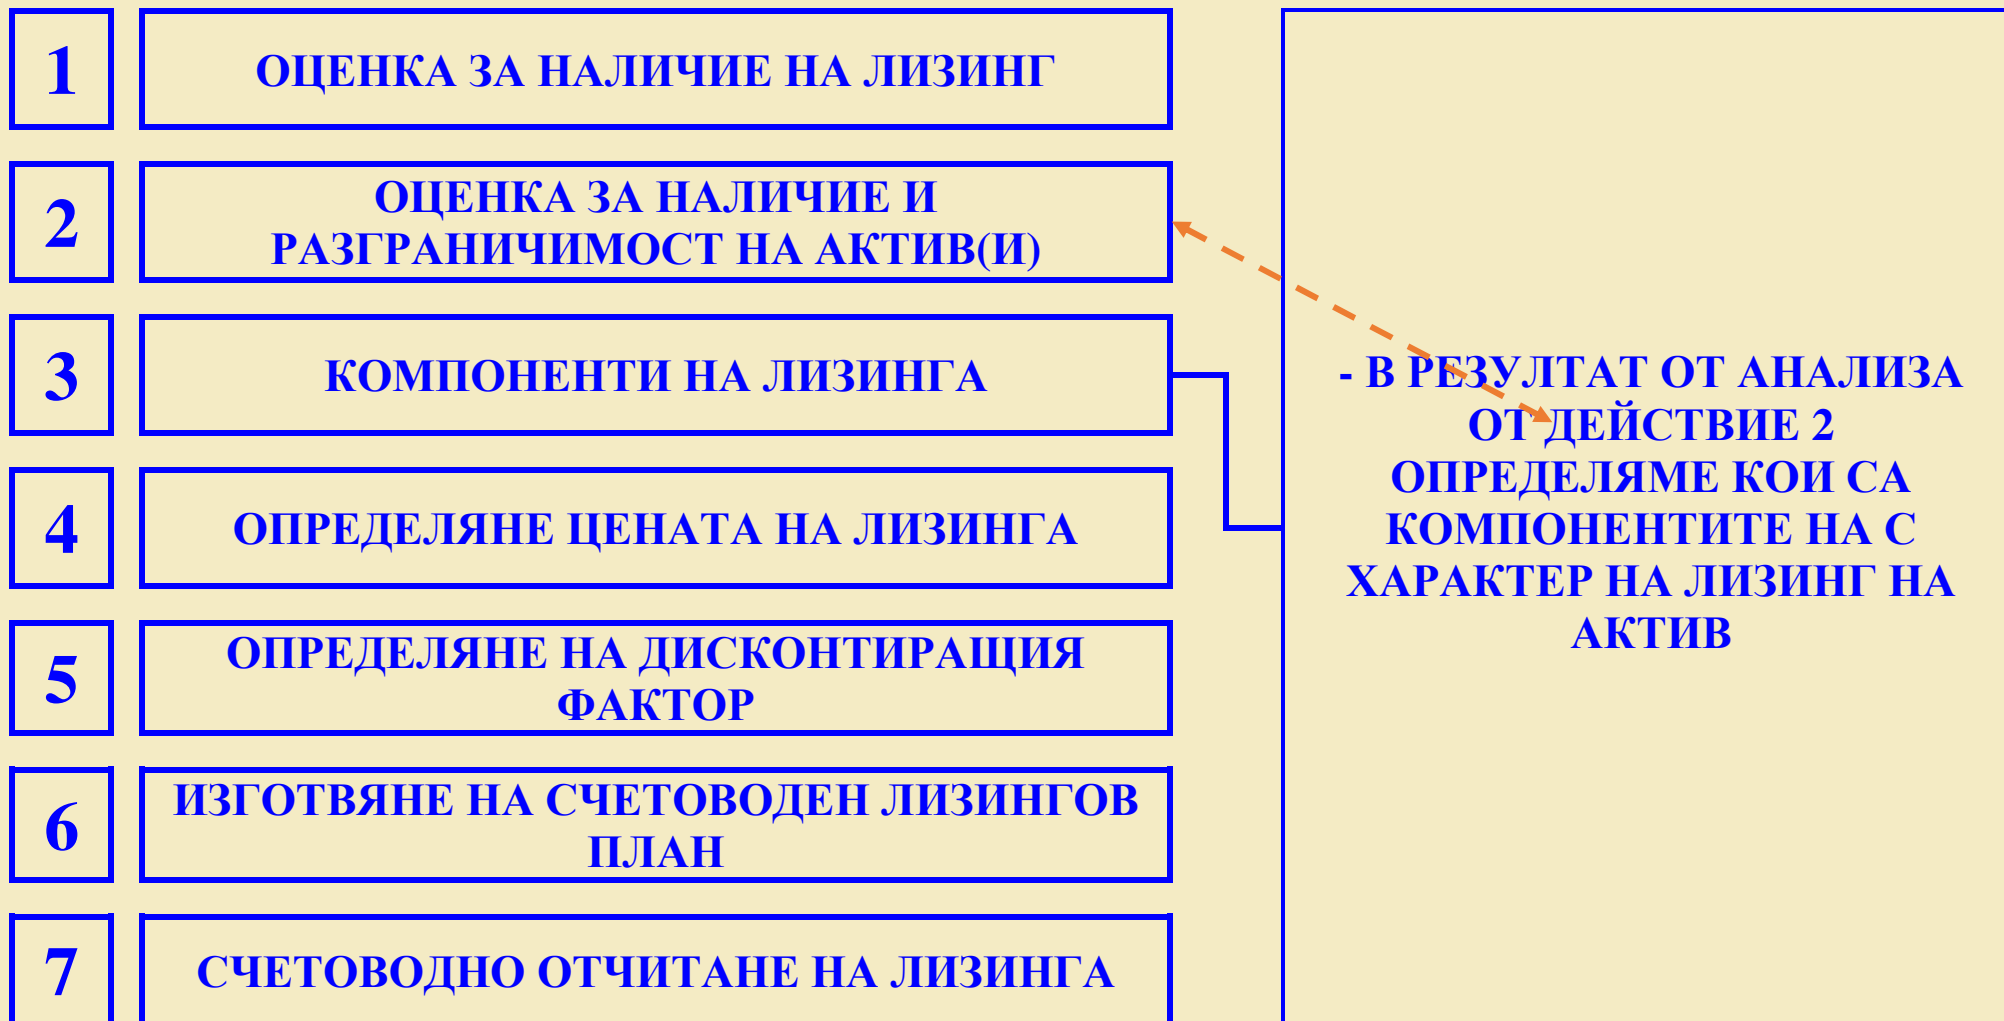 1
ОЦЕНКА ЗА НАЛИЧИЕ НА ЛИЗИНГ
2
ОЦЕНКА ЗА НАЛИЧИЕ И
РАЗГРАНИЧИМОСТ НА АКТИВ(И)
3
КОМПОНЕНТИ НА ЛИЗИНГА
4
ОПРЕДЕЛЯНЕ ЦЕНАТА НА ЛИЗИНГА
5
ОПРЕДЕЛЯНЕ НА ДИСКОНТИРАЩИЯ
ФАКТОР
6
ИЗГОТВЯНЕ НА СЧЕТОВОДЕН ЛИЗИНГОВ
ПЛАН
7
СЧЕТОВОДНО ОТЧИТАНЕ НА ЛИЗИНГА
- В РЕЗУЛТАТ ОТ АНАЛИЗА
ОТ ДЕЙСТВИЕ 2
ОПРЕДЕЛЯМЕ КОИ СА
КОМПОНЕНТИТЕ НА С
ХАРАКТЕР НА ЛИЗИНГ НА
АКТИВ